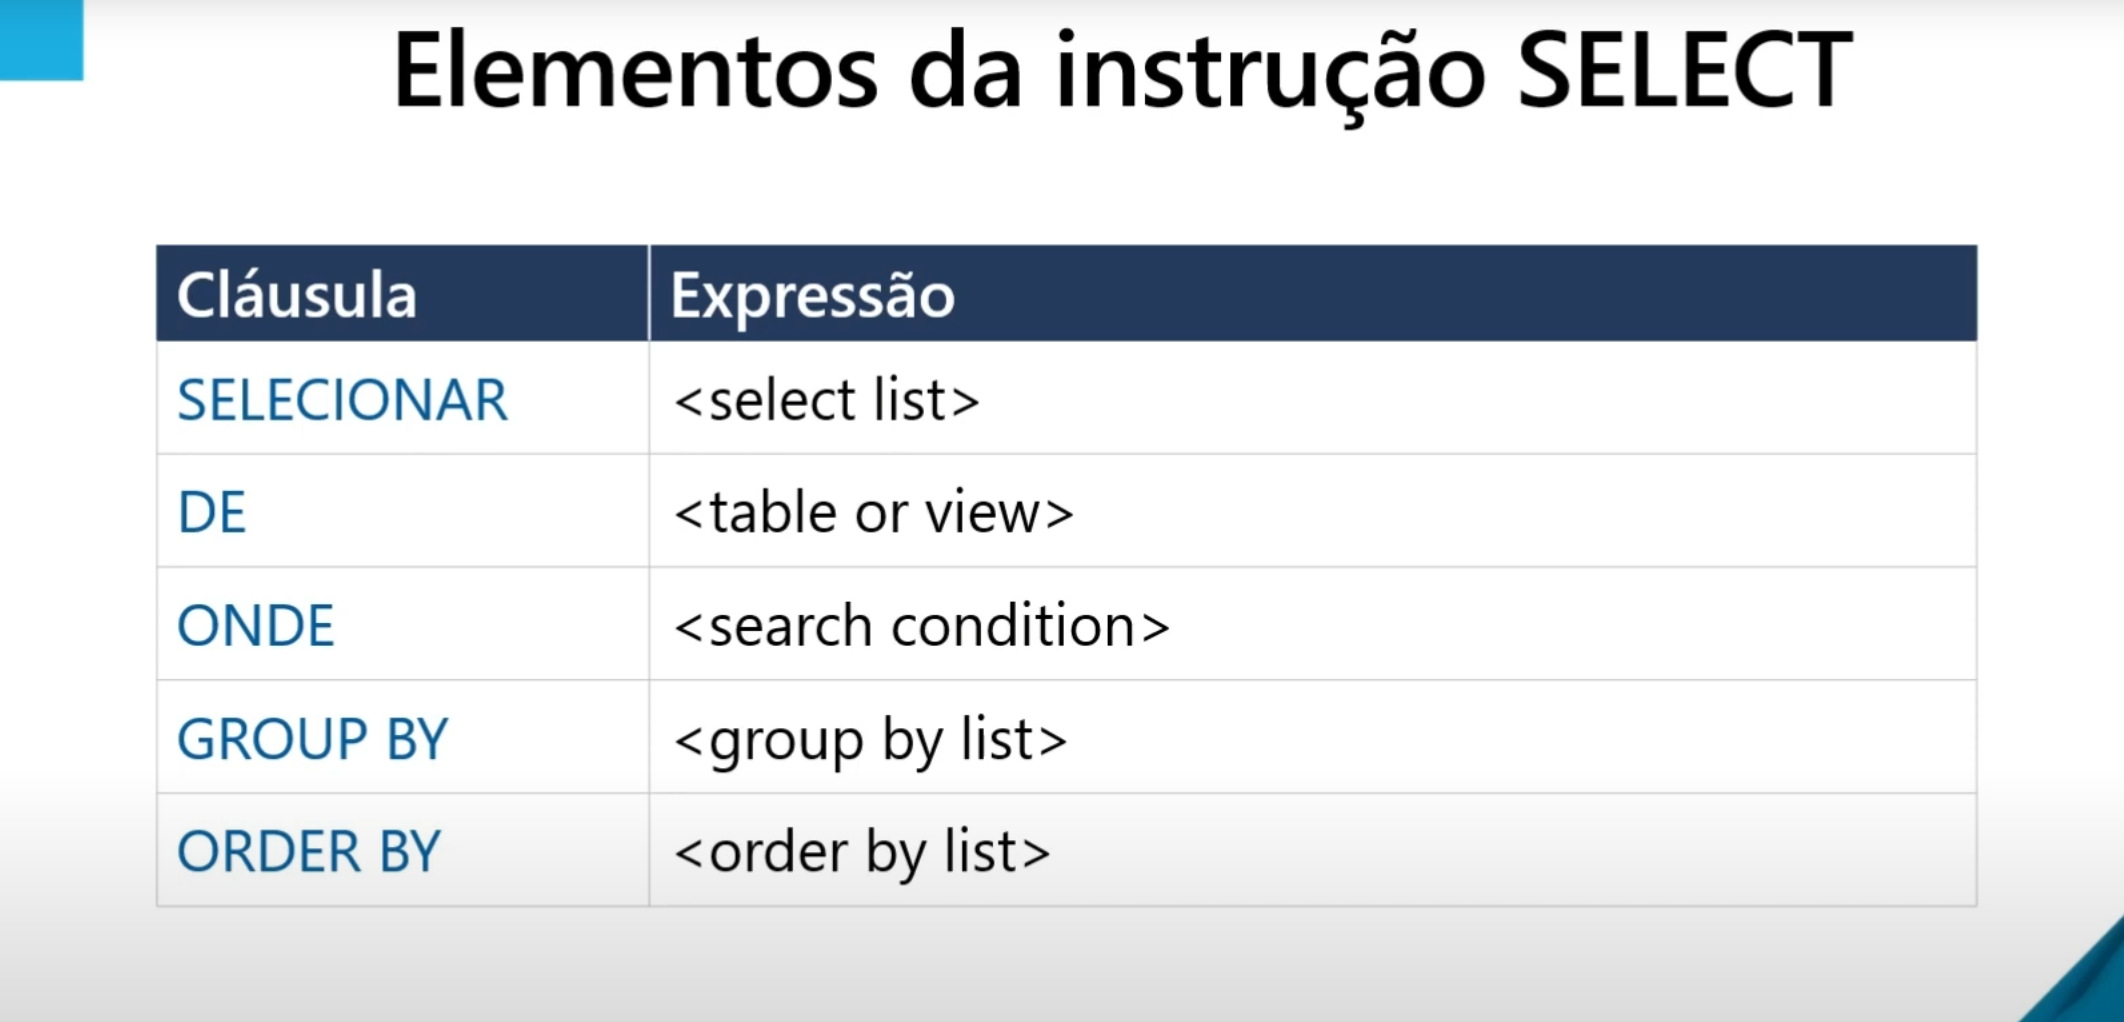 Elementos da instrução SELECT
Cláusula Expressão
SELECIONAR <select list>
DE <table or view>
ONDE <search condition>
GROUP BY <group by list>
ORDER BY <order by list>